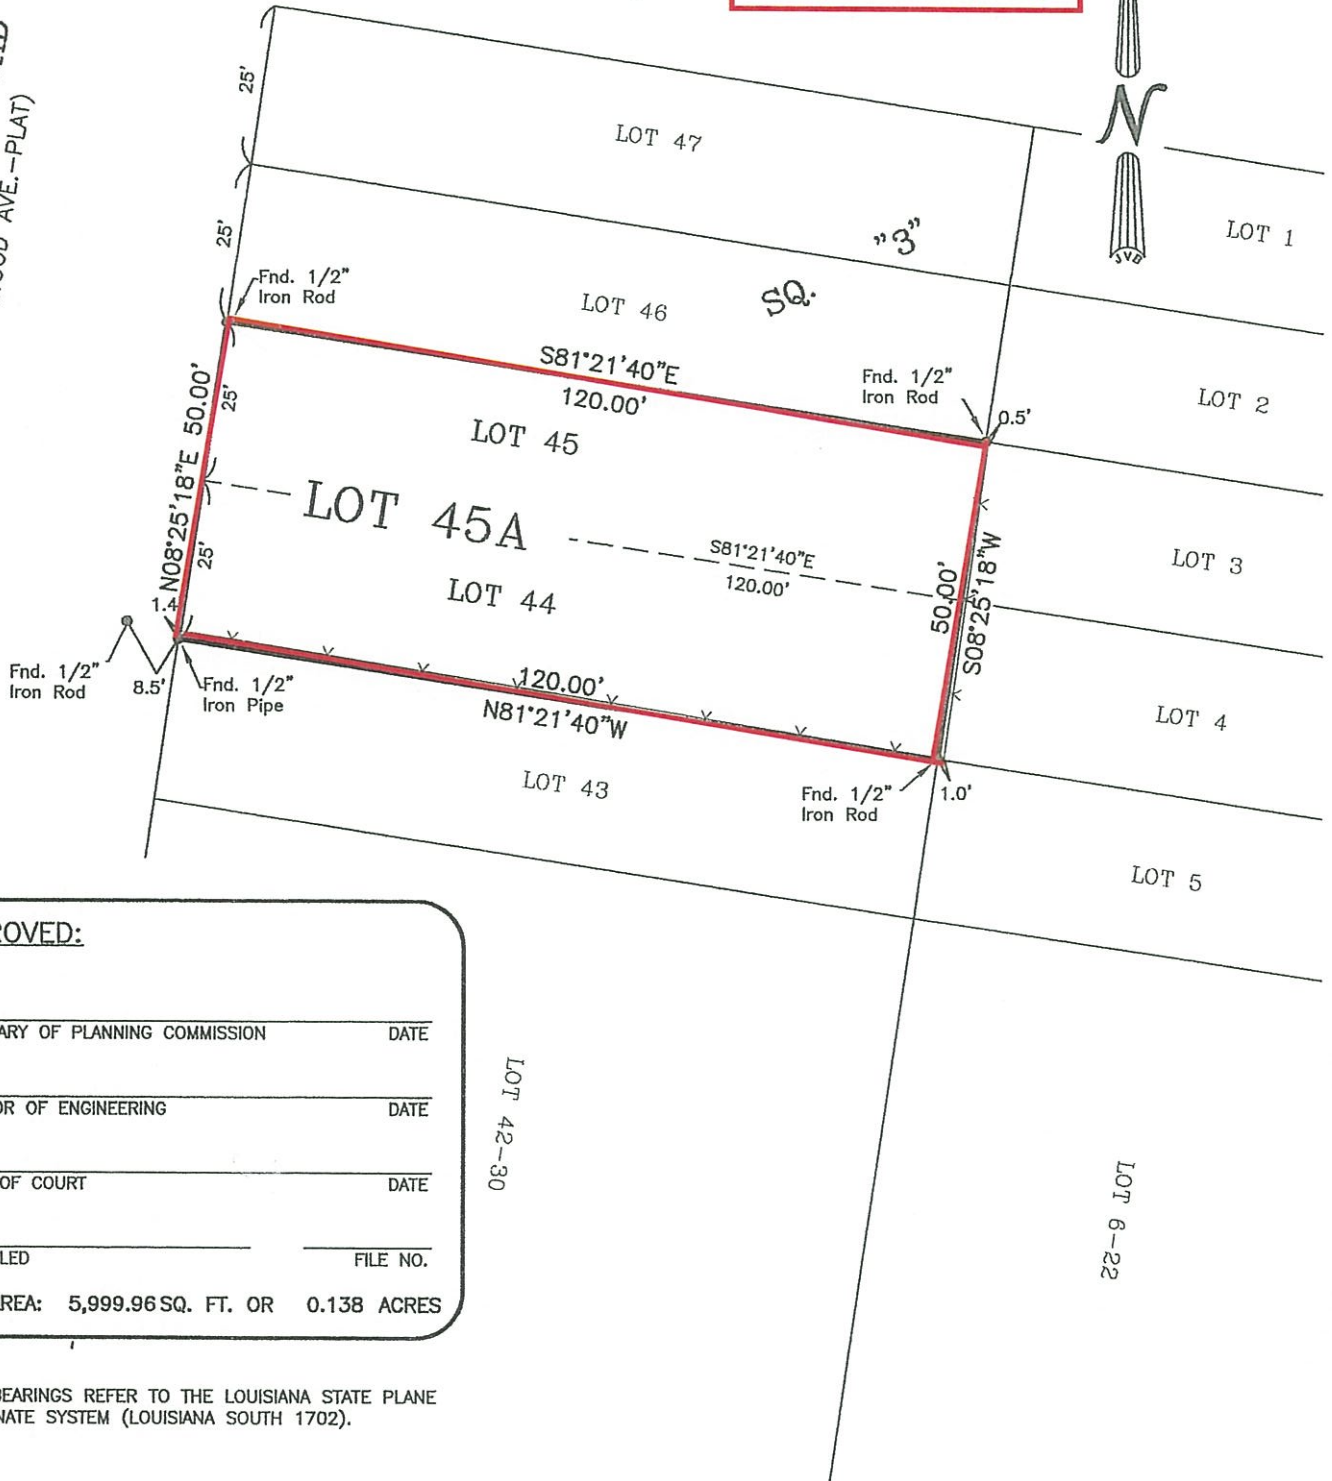 AVE.-PLAT)
25'
LOT 47
N
LOT 1
JVB
25'
"3"
SQ.
Fnd. 1/2"
Iron Rod
LOT 46
S81°21'40"E
120.00'
Fnd. 1/2"
Iron Rod
0.5'
LOT 2
N08°25'18"E 50.00'
25'
LOT 45
LOT 45A
S81°21'40"E
120.00'
LOT 3
25'
LOT 44
50.00'
S08°25'18"W
1.4
Fnd. 1/2"
Iron Rod
8.5'
Fnd. 1/2"
Iron Pipe
120.00'
N81°21'40"W
LOT 4
LOT 43
Fnd. 1/2"
Iron Rod
1.0'
LOT 5
OVED:
ARY OF PLANNING COMMISSION DATE
OR OF ENGINEERING DATE
OF COURT DATE
LED FILE NO.
REA: 5,999.96 SQ. FT. OR 0.138 ACRES
LOT 42-30
LOT 6-22
BEARINGS REFER TO THE LOUISIANA STATE PLANE
NATE SYSTEM (LOUISIANA SOUTH 1702).